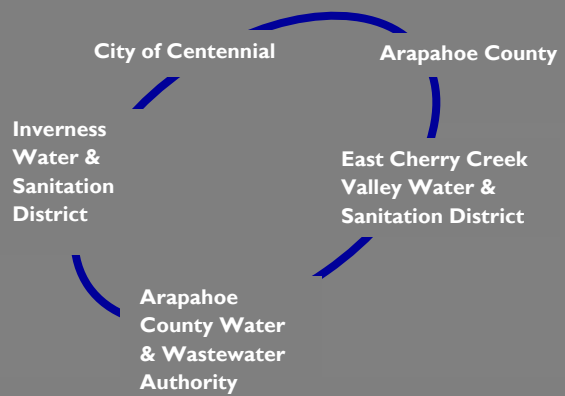 City of Centennial
Arapahoe County
Inverness
Water &
Sanitation
District
East Cherry Creek
Valley Water &
Sanitation District
Arapahoe
County Water
& Wastewater
Authority